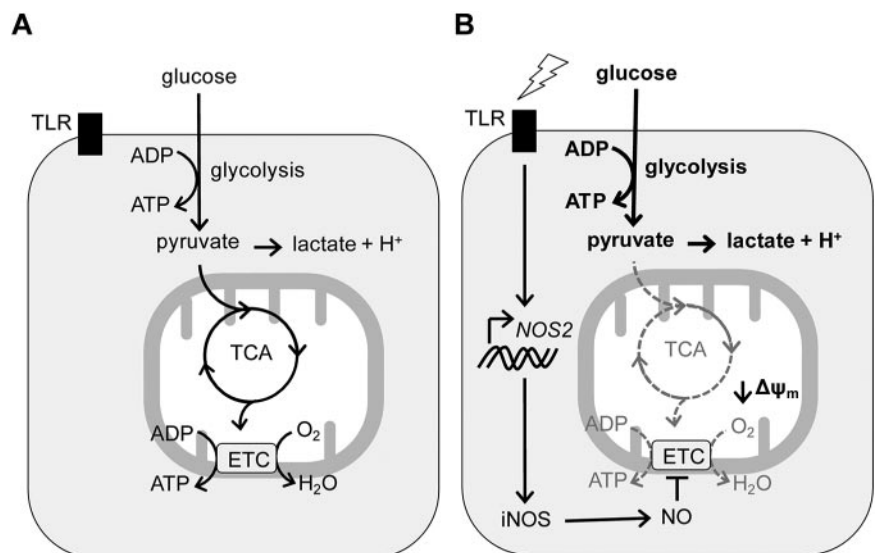 A
glucose
TLR
ADP
glycolysis
ATP
pyruvate
lactate + H⁺
TCA
ADP
O₂
ETC
ATP
H₂O
B
glucose
TLR
ADP
glycolysis
ATP
pyruvate
lactate + H⁺
NOS2
TCA
Δψₘ
ADP
O₂
ETC
ATP
H₂O
iNOS
NO